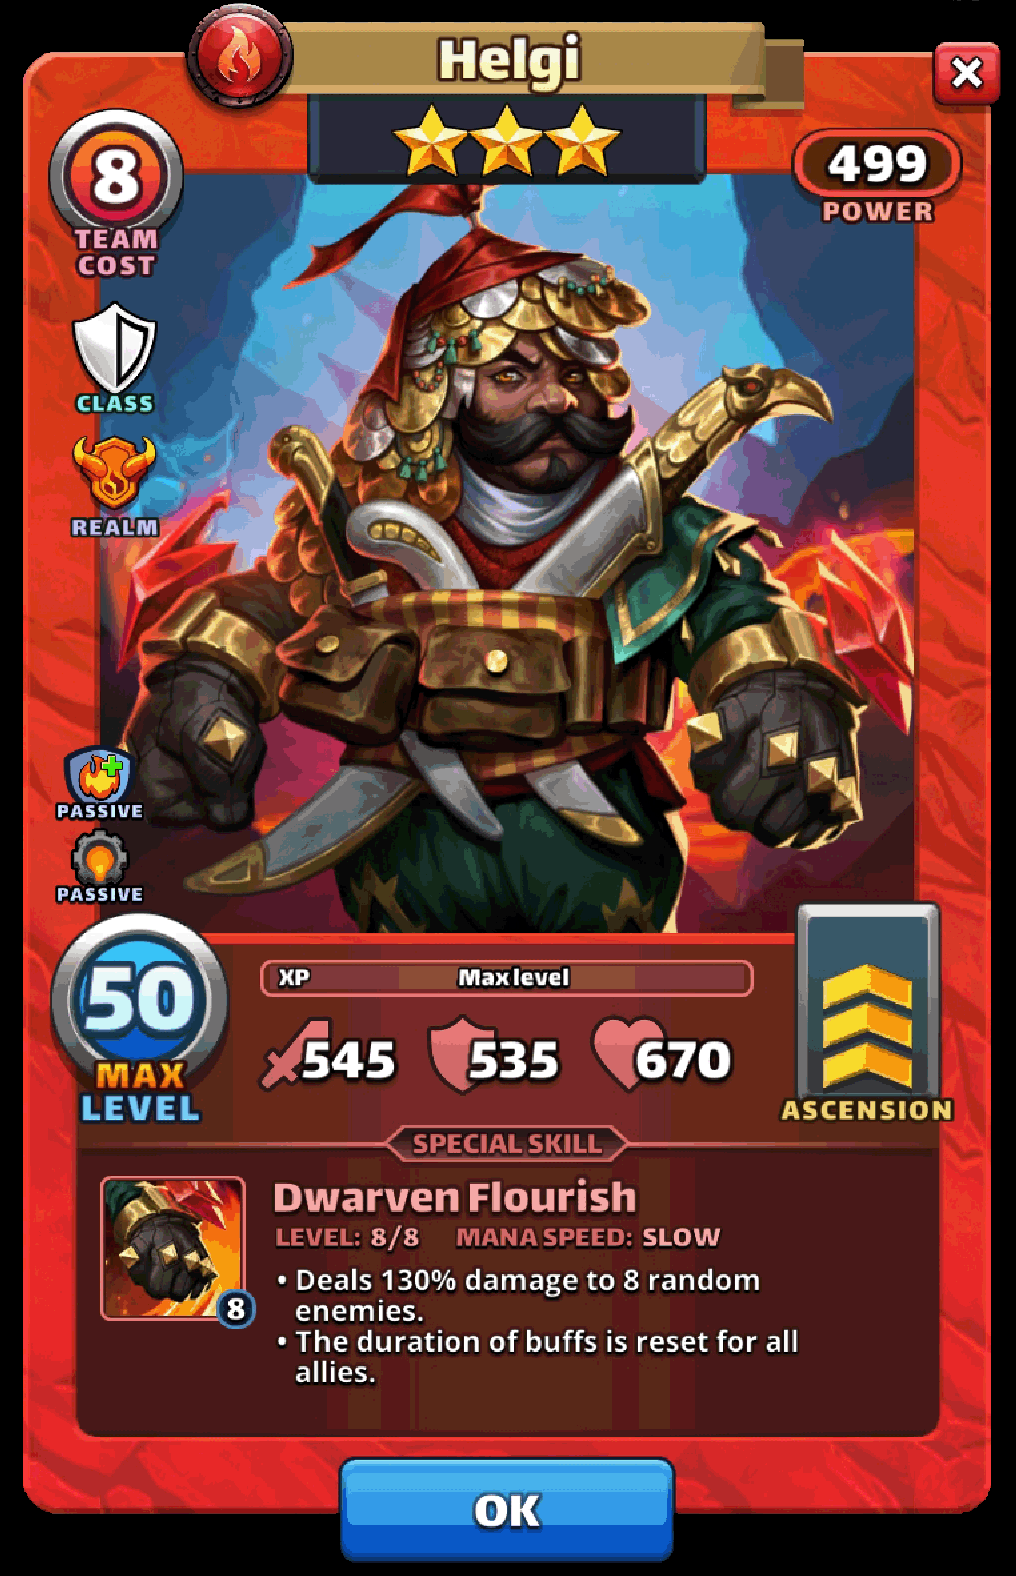 Helgi
8
TEAM
COST
499
POWER
CLASS
REALM
PASSIVE
PASSIVE
50
MAX
LEVEL
XP Max level
545 535 670
ASCENSION
SPECIAL SKILL
Dwarven Flourish
LEVEL: 8/8 MANA SPEED: SLOW
8
• Deals 130% damage to 8 random
enemies.
• The duration of buffs is reset for all
allies.
OK